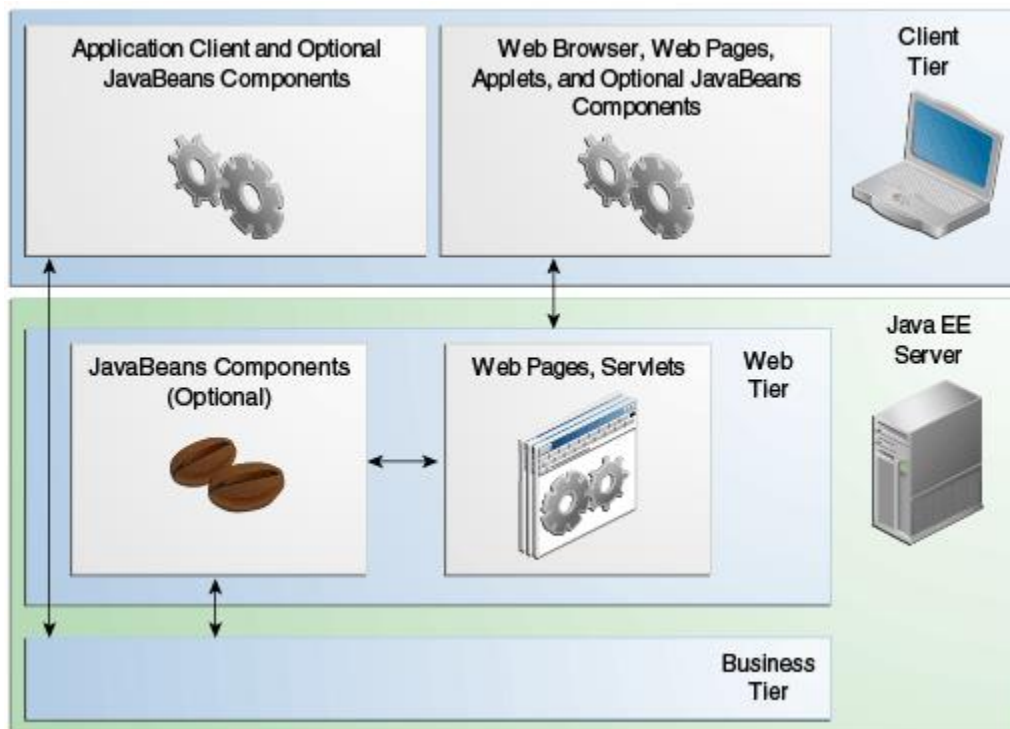 Application Client and Optional
JavaBeans Components
Web Browser, Web Pages,
Applets, and Optional JavaBeans
Components
Client
Tier
JavaBeans Components
(Optional)
Web Pages, Servlets
Web
Tier
Java EE
Server
Business
Tier